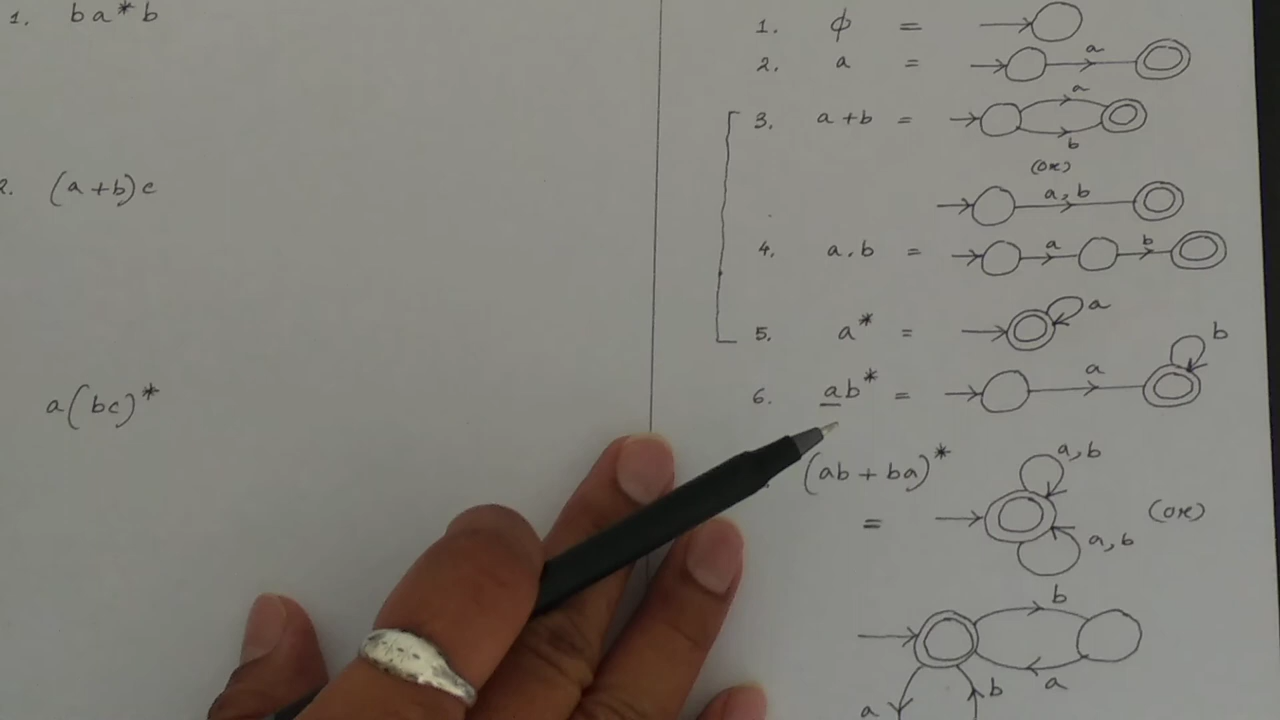 1. ba*b
2. (a+b)c
a(bc)*
1. ϕ =
2. a = a
3. a+b = a
b
(or)
a,b
4. a.b = a b
5. a* = a
6. ab* = a b
(ab + ba)*
= a,b (or)
a,b
b
a
a b